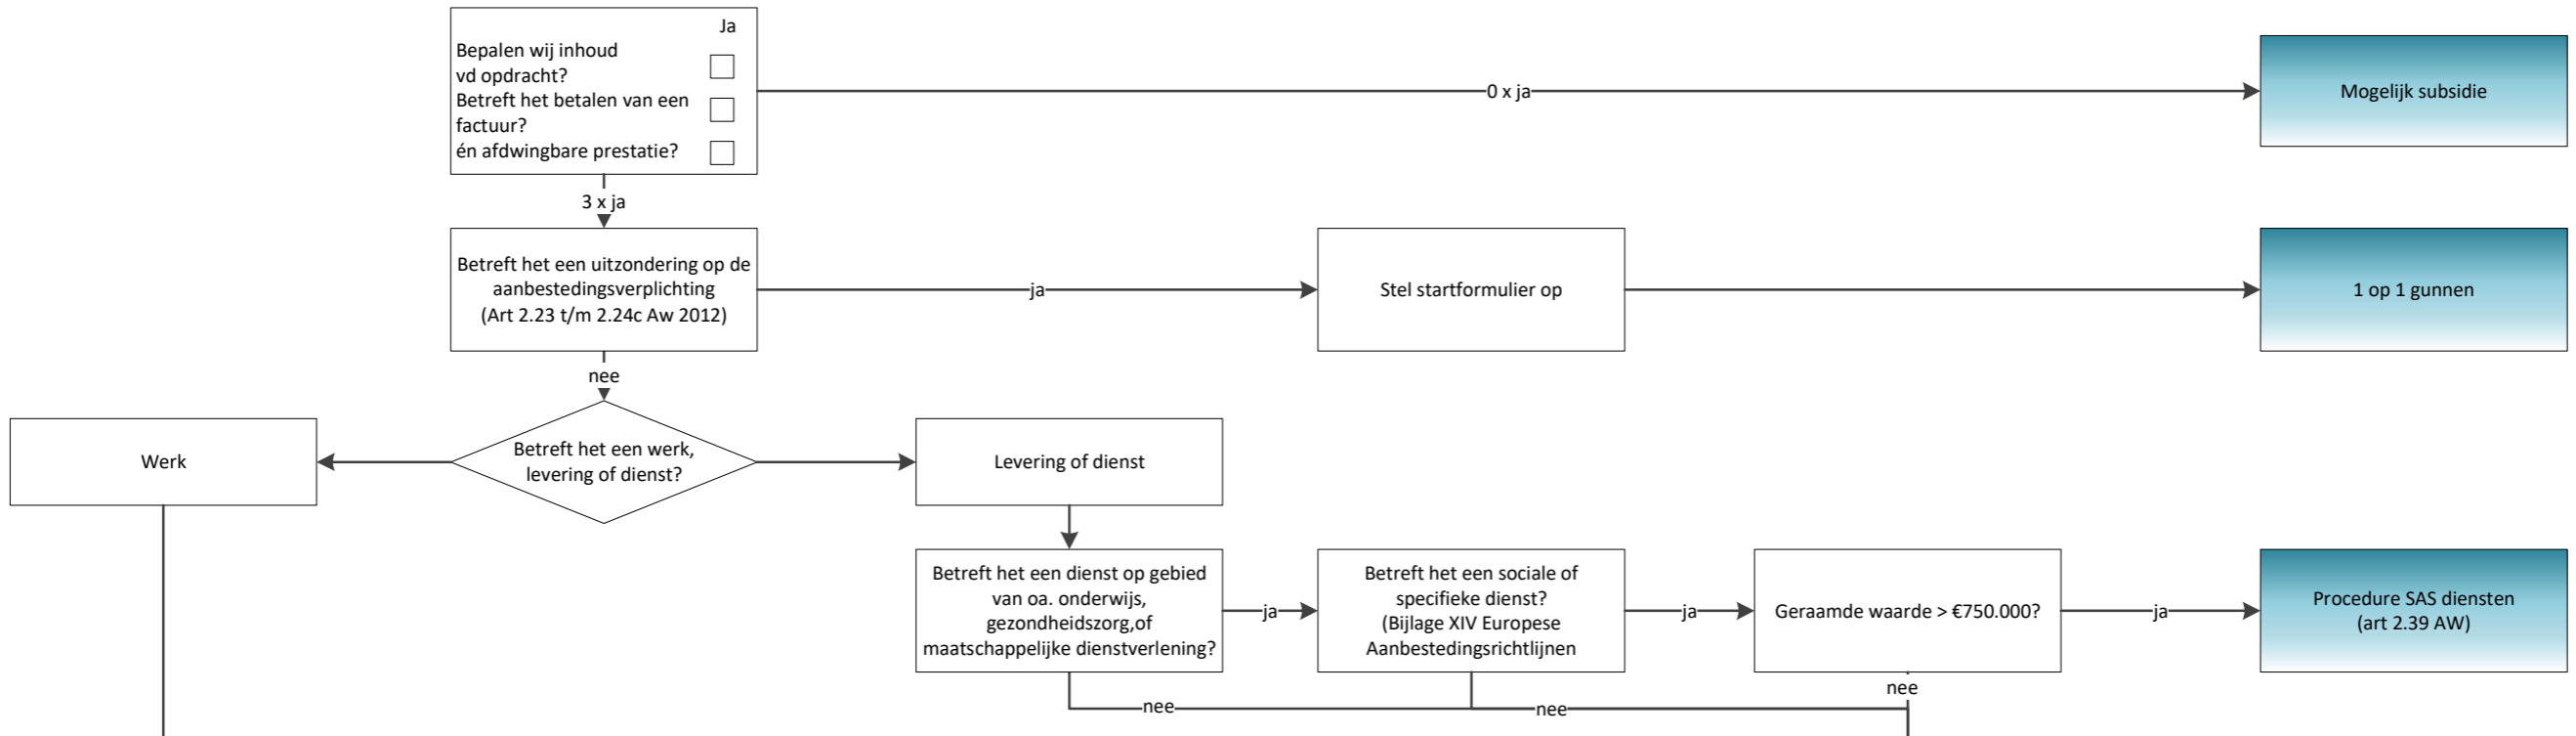 Ja
Bepalen wij inhoud
vd opdracht?
Betreft het betalen van een
factuur?
én afdwingbare prestatie?
0 x ja
Mogelijk subsidie
3 x ja
Betreft het een uitzondering op de
aanbestedingsverplichting
(Art 2.23 t/m 2.24c Aw 2012)
ja
Stel startformulier op
1 op 1 gunnen
nee
Werk
Betreft het een werk,
levering of dienst?
Levering of dienst
Betreft het een dienst op gebied
van oa. onderwijs,
gezondheidszorg,of
maatschappelijke dienstverlening?
ja
Betreft het een sociale of
specifieke dienst?
(Bijlage XIV Europese
Aanbestedingsrichtlijnen
ja
Geraamde waarde > €750.000?
ja
Procedure SAS diensten
(art 2.39 AW)
nee
nee
nee